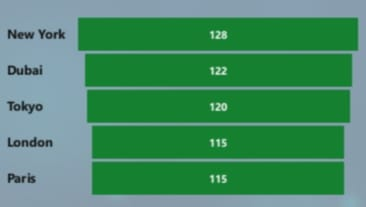 New York 128
Dubai 122
Tokyo 120
London 115
Paris 115